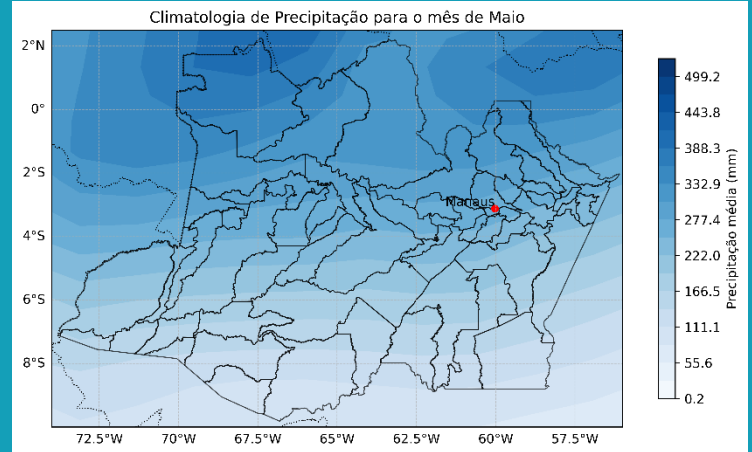 Climatologia de Precipitação para o mês de Maio
2°N
0°
2°S
4°S
6°S
8°S
72.5°W 70°W 67.5°W 65°W 62.5°W 60°W 57.5°W
Manaus
499.2
443.8
388.3
332.9
277.4
222.0
166.5
111.1
55.6
0.2
Precipitação média (mm)